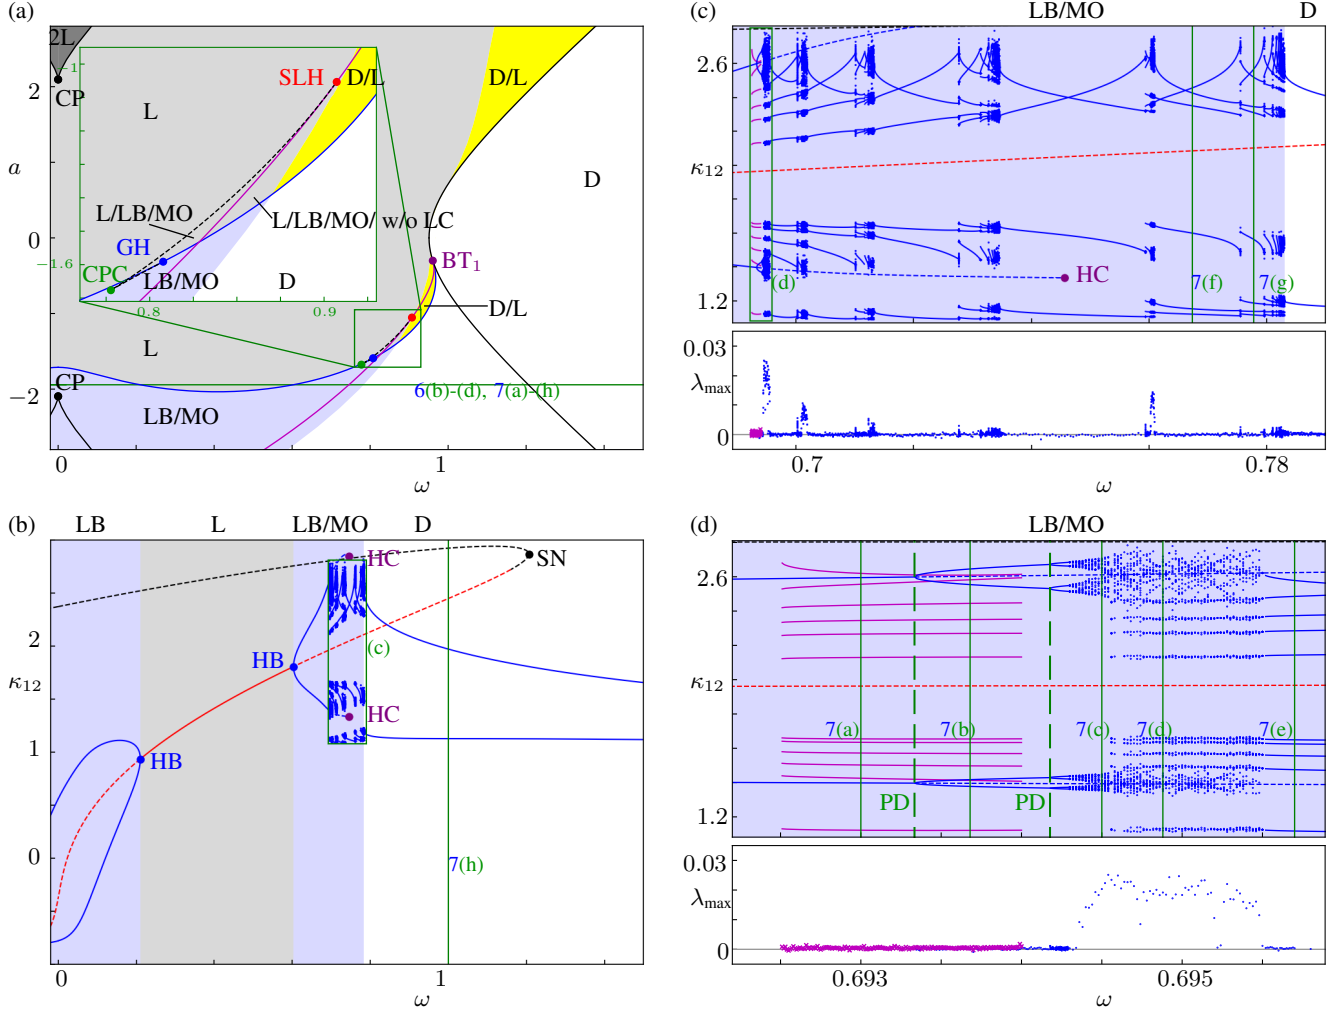 (a)
2L
CP
2
L
SLH
D/L
D/L
−1
a
D
L/LB/MO
L/LB/MO/ w/o LC
0
GH
−1.6
CPC
LB/MO
D
BT1
0.8
0.9
D/L
L
CP
−2
LB/MO
6(b)-(d), 7(a)-(h)
0
1
ω
(b)
LB
L
LB/MO
D
HC
SN
2
HB
(c)
κ12
HC
1
HB
0
7(h)
0
1
ω
(c)
LB/MO
D
2.6
κ12
HC
(d)
7(f)
7(g)
1.2
0.03
λmax
0
0.7
0.78
ω
(d)
LB/MO
2.6
κ12
7(a)
7(b)
7(c)
7(d)
7(e)
PD
PD
1.2
0.03
λmax
0
0.693
0.695
ω